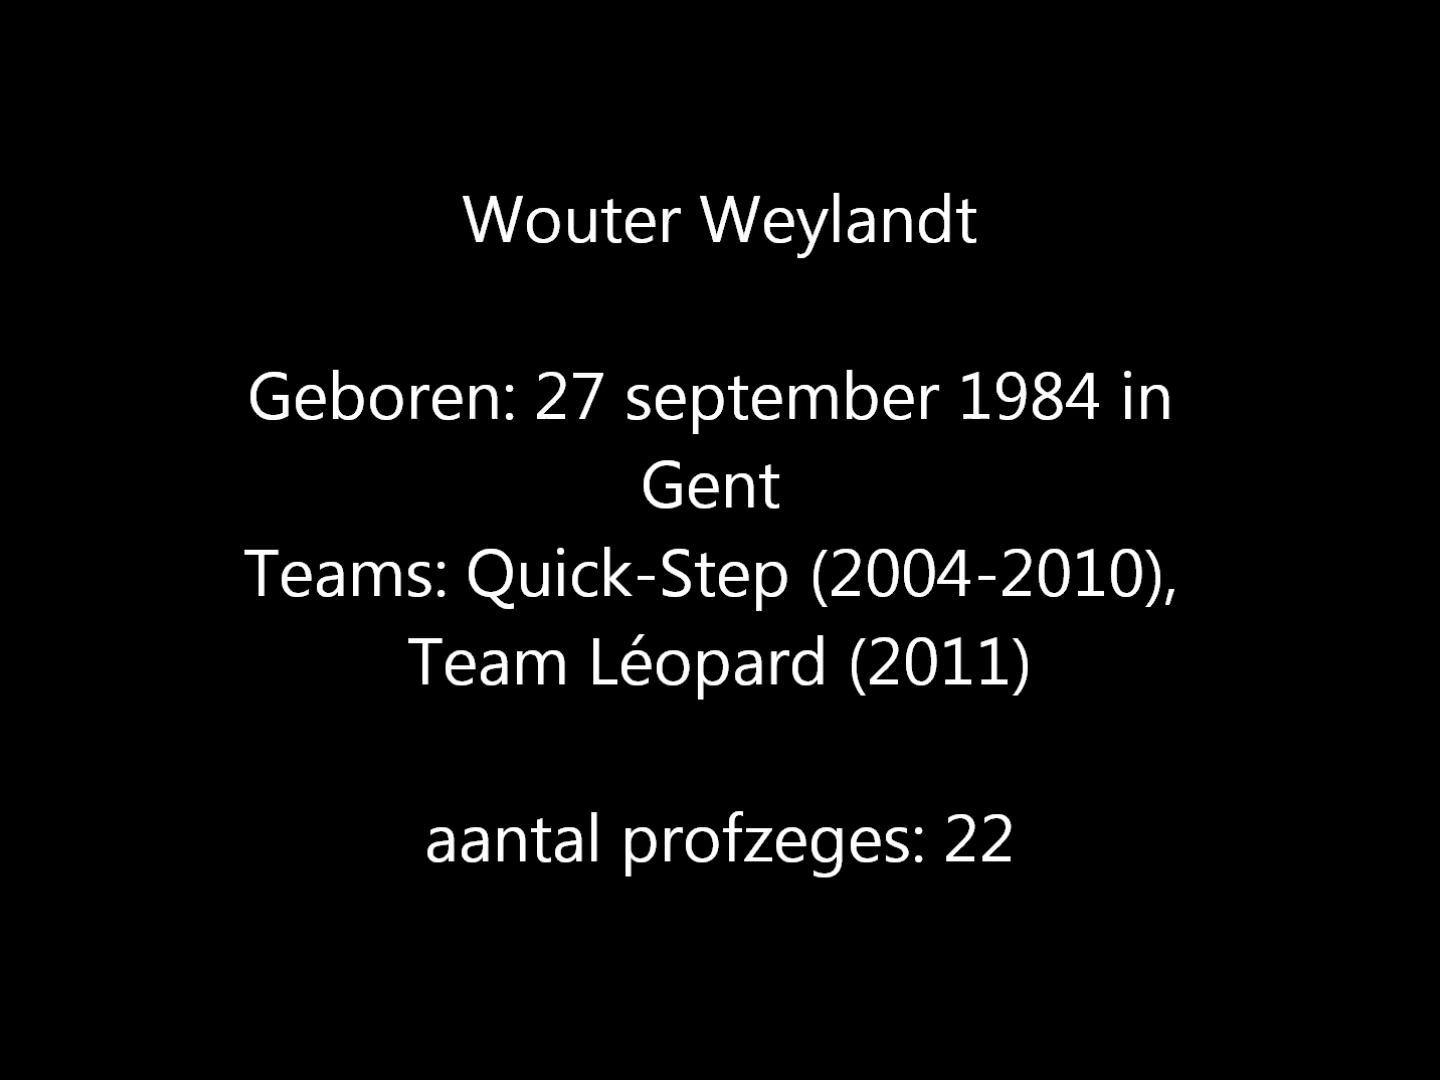 Wouter Weylandt
Geboren: 27 september 1984 in
Gent
Teams: Quick-Step (2004-2010),
Team Léopard (2011)
aantal profzeges: 22